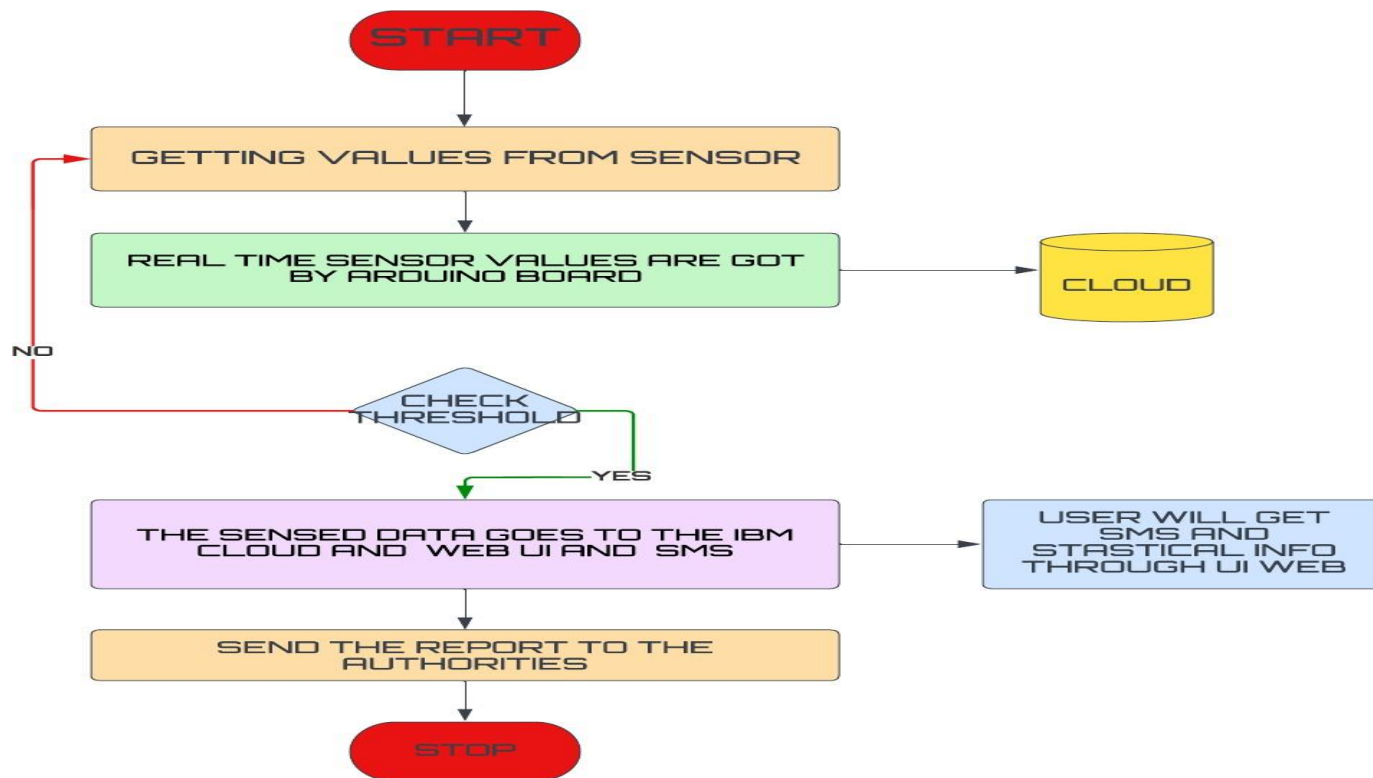 START
GETTING VALUES FROM SENSOR
REAL TIME SENSOR VALUES ARE GOT
BY ARDUINO BOARD
CLOUD
NO
CHECK
THRESHOLD
YES
THE SENSED DATA GOES TO THE IBM
CLOUD AND WEB UI AND SMS
USER WILL GET
SMS AND
STASTICAL INFO
THROUGH UI WEB
SEND THE REPORT TO THE
AUTHORITIES
STOP